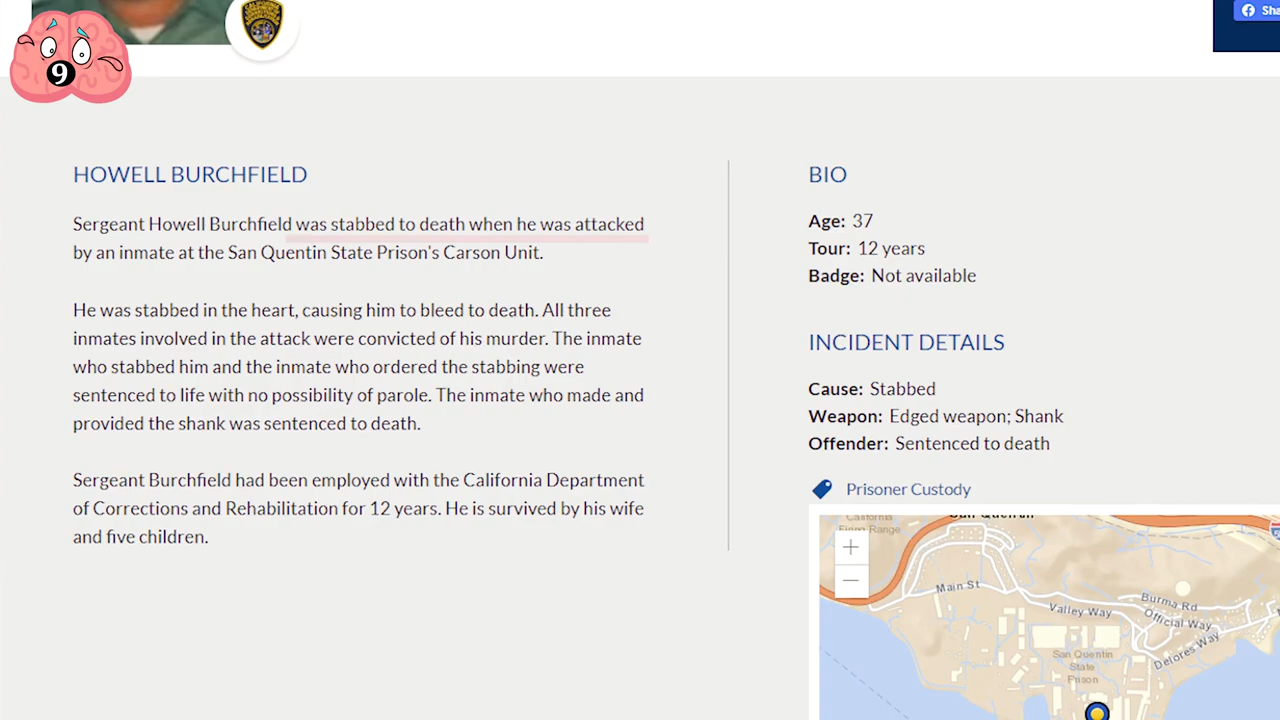 Sha
9
HOWELL BURCHFIELD
Sergeant Howell Burchfield was stabbed to death when he was attacked
by an inmate at the San Quentin State Prison's Carson Unit.
He was stabbed in the heart, causing him to bleed to death. All three
inmates involved in the attack were convicted of his murder. The inmate
who stabbed him and the inmate who ordered the stabbing were
sentenced to life with no possibility of parole. The inmate who made and
provided the shank was sentenced to death.
Sergeant Burchfield had been employed with the California Department
of Corrections and Rehabilitation for 12 years. He is survived by his wife
and five children.
BIO
Age: 37
Tour: 12 years
Badge: Not available
INCIDENT DETAILS
Cause: Stabbed
Weapon: Edged weapon; Shank
Offender: Sentenced to death
Prisoner Custody
San Quentin
California
Firing Range
+
−
Main St
Valley Way
Burma Rd
Official Way
Delores Way
San Quentin
State
Prison